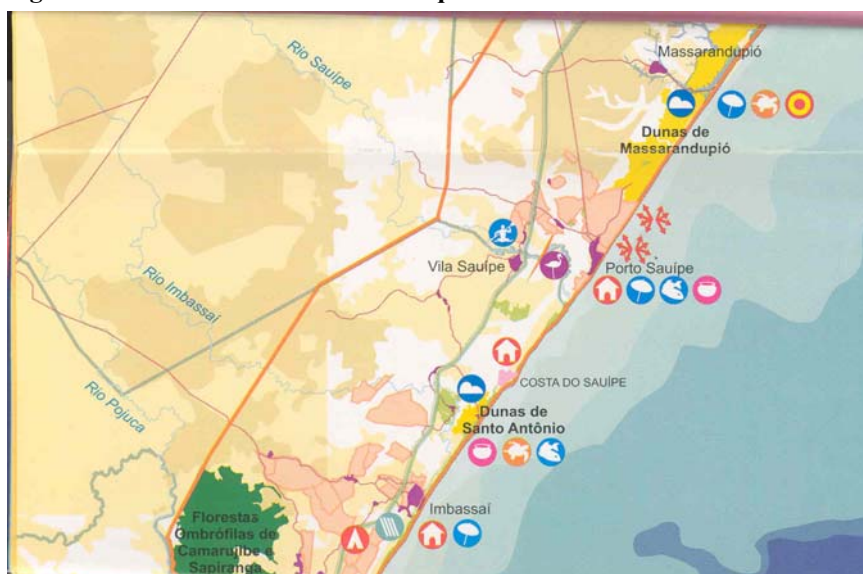 Rio Sauípe
Massarandupió
Dunas de
Massarandupió
Vila Sauípe
Porto Sauípe
Rio Imbassaí
COSTA DO SAUÍPE
Rio Pojuca
Dunas de
Santo Antônio
Imbassaí
Florestas
Ombrófilas de
Sapiranga